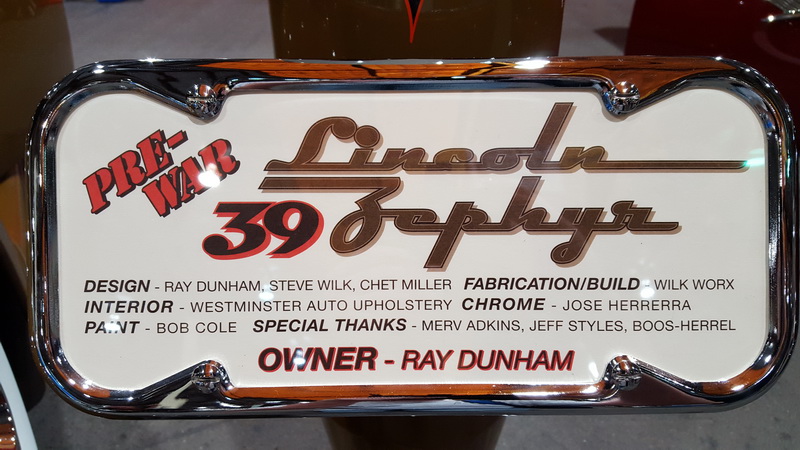 PRE-WAR
Lincoln
39 Zephyr
DESIGN - RAY DUNHAM, STEVE WILK, CHET MILLER FABRICATION/BUILD - WILK WORX
INTERIOR - WESTMINSTER AUTO UPHOLSTERY CHROME - JOSE HERRERRA
PAINT - BOB COLE SPECIAL THANKS - MERV ADKINS, JEFF STYLES, BOOS-HERREL
OWNER - RAY DUNHAM